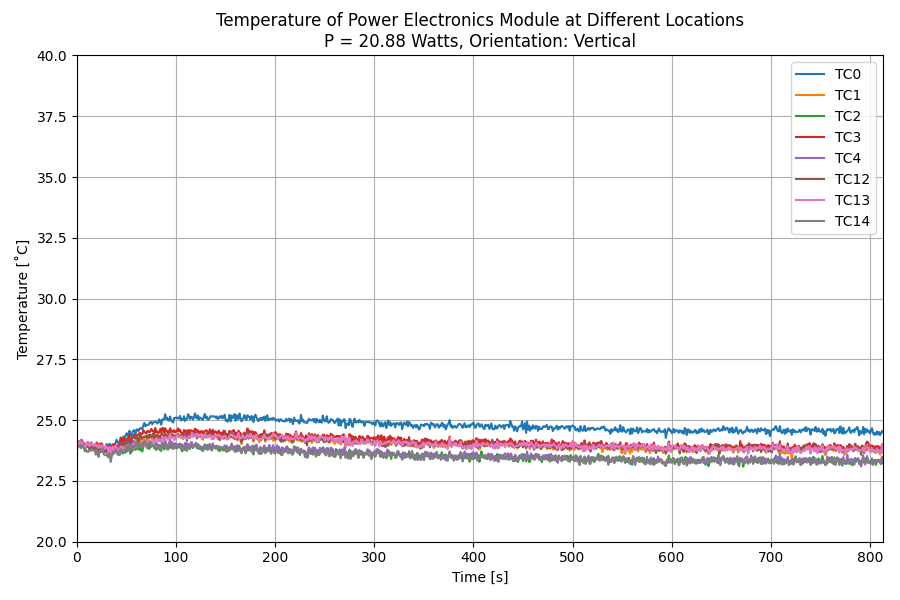 Temperature of Power Electronics Module at Different Locations
P = 20.88 Watts, Orientation: Vertical
40.0
37.5
35.0
32.5
30.0
27.5
25.0
22.5
20.0
Temperature [˚C]
TC0
TC1
TC2
TC3
TC4
TC12
TC13
TC14
0 100 200 300 400 500 600 700 800
Time [s]